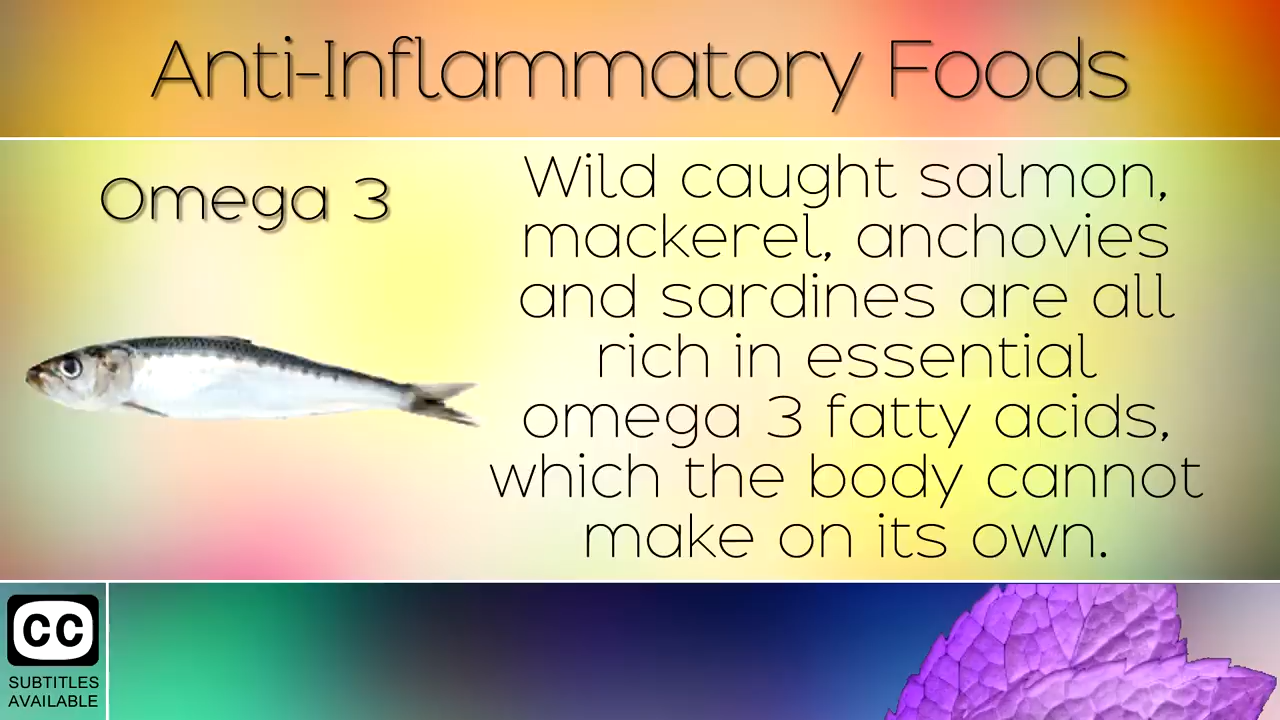 Anti-Inflammatory Foods
Omega 3
Wild caught salmon,
mackerel, anchovies
and sardines are all
rich in essential
omega 3 fatty acids,
which the body cannot
make on its own.
CC
SUBTITLES
AVAILABLE